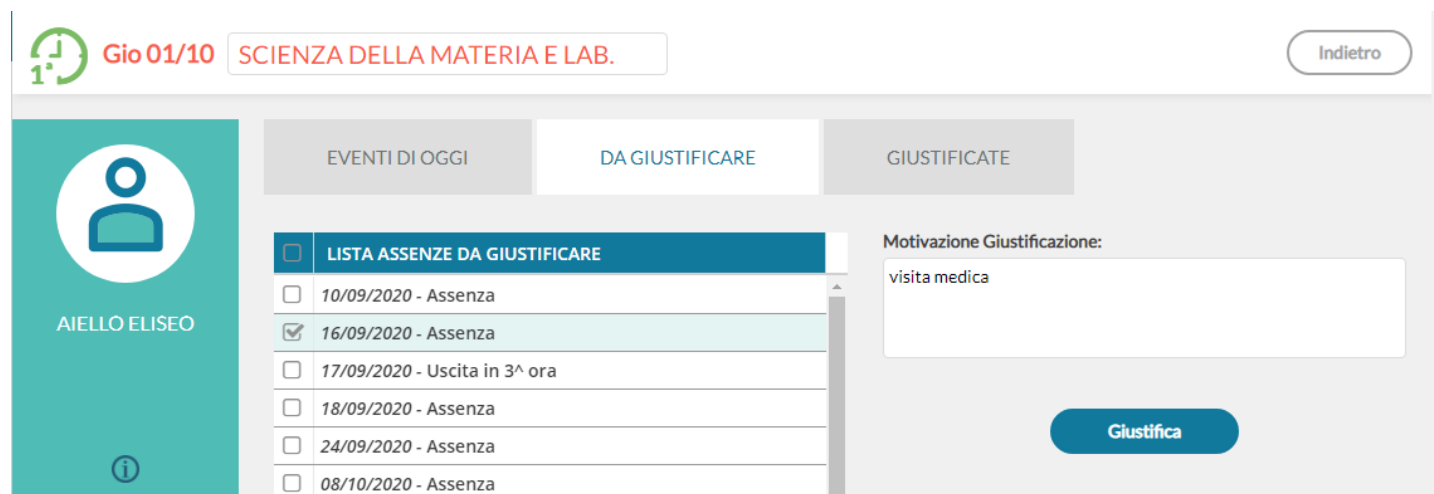 1ª
Gio 01/10
SCIENZA DELLA MATERIA E LAB.
Indietro
AIELLO ELISEO
EVENTI DI OGGI
DA GIUSTIFICARE
GIUSTIFICATE
LISTA ASSENZE DA GIUSTIFICARE
10/09/2020 - Assenza
16/09/2020 - Assenza
17/09/2020 - Uscita in 3^ ora
18/09/2020 - Assenza
24/09/2020 - Assenza
08/10/2020 - Assenza
Motivazione Giustificazione:
visita medica
Giustifica